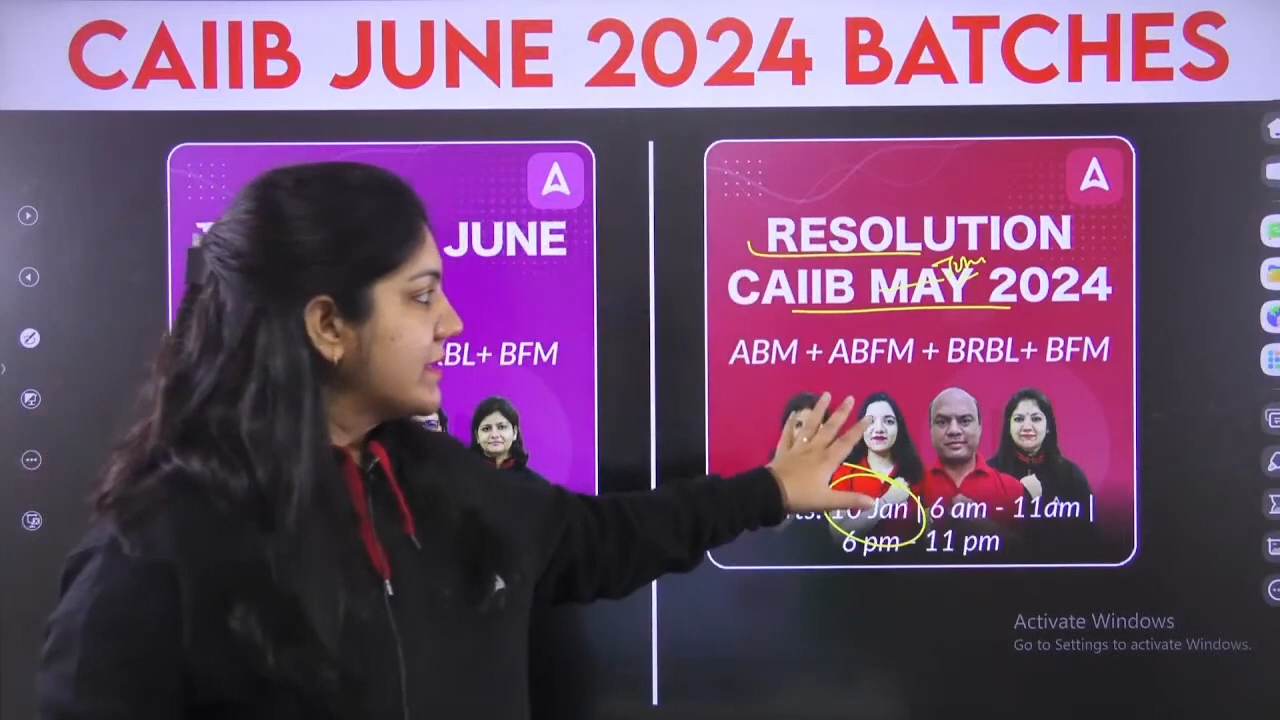 CAIIB JUNE 2024 BATCHES
JUNE
BL+ BFM
RESOLUTION
June
CAIIB MAY 2024
ABM + ABFM + BRBL+ BFM
10 Jan | 6 am - 11am |
6 pm - 11 pm
Activate Windows
Go to Settings to activate Windows.